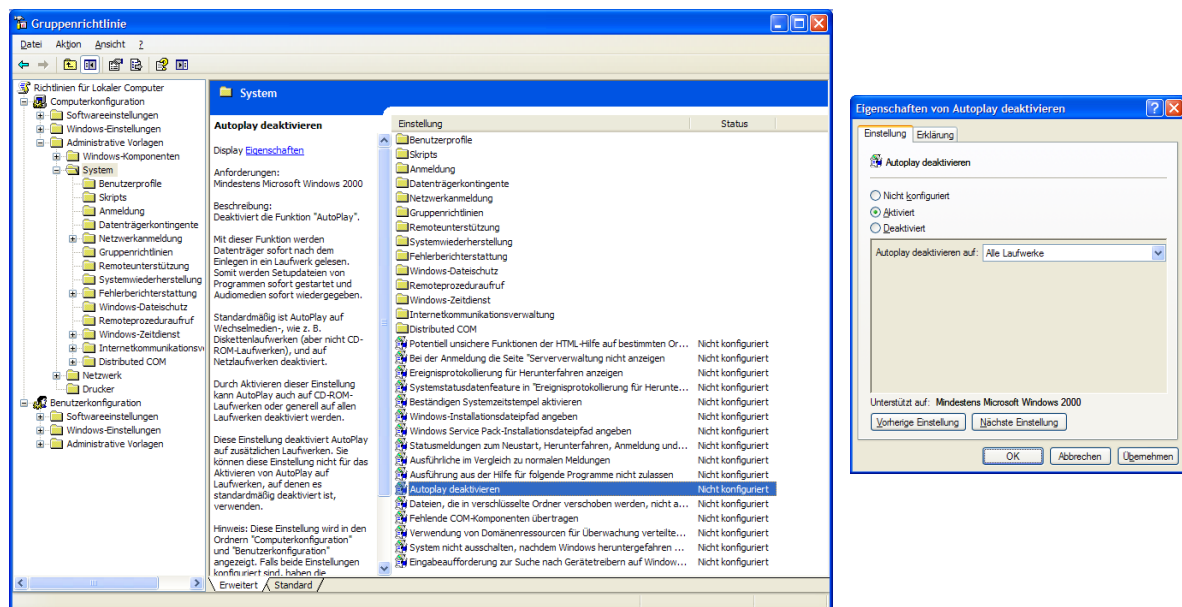 Gruppenrichtlinie
Datei Aktion Ansicht ?
Richtlinien für Lokaler Computer
Computerkonfiguration
Softwareeinstellungen
Windows-Einstellungen
Administrative Vorlagen
Windows-Komponenten
System
Benutzerprofile
Skripts
Anmeldung
Datenträgerkontingente
Netzwerkanmeldung
Gruppenrichtlinien
Remoteunterstützung
Systemwiederherstellung
Fehlerberichterstattung
Windows-Dateischutz
Remoteprozeduraufruf
Windows-Zeitdienst
Internetkommunikationsv
Distributed COM
Netzwerk
Drucker
Benutzerkonfiguration
Softwareeinstellungen
Windows-Einstellungen
Administrative Vorlagen
System
Autoplay deaktivieren
Display Eigenschaften
Anforderungen:
Mindestens Microsoft Windows 2000
Beschreibung:
Deaktiviert die Funktion "AutoPlay".
Mit dieser Funktion werden
Datenträger sofort nach dem
Einlegen in ein Laufwerk gelesen.
Somit werden Setupdateien von
Programmen sofort gestartet und
Audiomedien sofort wiedergegeben.
Standardmäßig ist AutoPlay auf
Wechselmedien-, wie z. B.
Diskettenlaufwerken (aber nicht CD-
ROM-Laufwerken), und auf
Netzlaufwerken deaktiviert.
Durch Aktivieren dieser Einstellung
kann AutoPlay auch auf CD-ROM-
Laufwerken oder generell auf allen
Laufwerken deaktiviert werden.
Diese Einstellung deaktiviert AutoPlay
auf zusätzlichen Laufwerken. Sie
können diese Einstellung nicht für das
Aktivieren von AutoPlay auf
Laufwerken, auf denen es
standardmäßig deaktiviert ist,
verwenden.
Hinweis: Diese Einstellung wird in den
Ordnern "Computerkonfiguration"
und "Benutzerkonfiguration"
angezeigt. Falls beide Einstellungen
konfiguriert sind, haben die
Einstellung Status
Benutzerprofile
Skripts
Anmeldung
Datenträgerkontingente
Netzwerkanmeldung
Gruppenrichtlinien
Remoteunterstützung
Systemwiederherstellung
Fehlerberichterstattung
Windows-Dateischutz
Remoteprozeduraufruf
Windows-Zeitdienst
Internetkommunikationsverwaltung
Distributed COM
Potentiell unsichere Funktionen der HTML-Hilfe auf bestimmten Or... Nicht konfiguriert
Bei der Anmeldung die Seite "Serververwaltung nicht anzeigen Nicht konfiguriert
Ereignisprotokollierung für Herunterfahren anzeigen Nicht konfiguriert
Systemstatusdatenfeature in "Ereignisprotokollierung für Herunte... Nicht konfiguriert
Beständigen Systemzeitstempel aktivieren Nicht konfiguriert
Windows-Installationsdateipfad angeben Nicht konfiguriert
Windows Service Pack-Installationsdateipfad angeben Nicht konfiguriert
Statusmeldungen zum Neustart, Herunterfahren, Anmeldung und... Nicht konfiguriert
Ausführliche im Vergleich zu normalen Meldungen Nicht konfiguriert
Ausführung aus der Hilfe für folgende Programme nicht zulassen Nicht konfiguriert
Autoplay deaktivieren Nicht konfiguriert
Dateien, die in verschlüsselte Ordner verschoben werden, nicht a... Nicht konfiguriert
Fehlende COM-Komponenten übertragen Nicht konfiguriert
Verwendung von Domänenressourcen für Überwachung verteilte... Nicht konfiguriert
System nicht ausschalten, nachdem Windows heruntergefahren ... Nicht konfiguriert
Eingabeaufforderung zur Suche nach Gerätetreibern auf Window... Nicht konfiguriert
Erweitert Standard
Eigenschaften von Autoplay deaktivieren
Einstellung Erklärung
Autoplay deaktivieren
Nicht konfiguriert
Aktiviert
Deaktiviert
Autoplay deaktivieren auf: Alle Laufwerke
Unterstützt auf: Mindestens Microsoft Windows 2000
Vorherige Einstellung Nächste Einstellung
OK Abbrechen Übernehmen